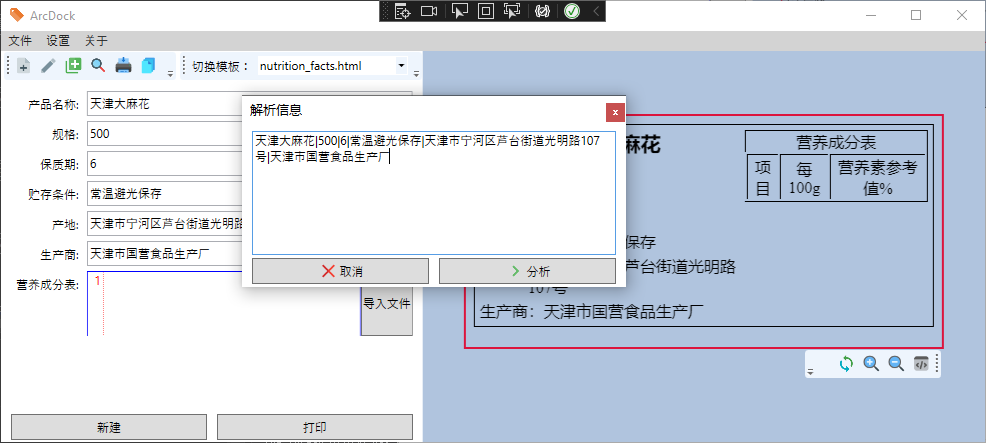 ArcDock
文件 设置 关于
切换模板： nutrition_facts.html
产品名称: 天津大麻花
规格: 500
保质期: 6
贮存条件: 常温避光保存
产地: 天津市宁河区芦台街道光明路
生产商: 天津市国营食品生产厂
营养成分表: 1
导入文件
新建
打印
解析信息
天津大麻花|500|6|常温避光保存|天津市宁河区芦台街道光明路107
号|天津市国营食品生产厂
取消
分析
麻花
营养成分表
项
目
每
100g
营养素参考
值%
保存
芦台街道光明路
107号
生产商：天津市国营食品生产厂